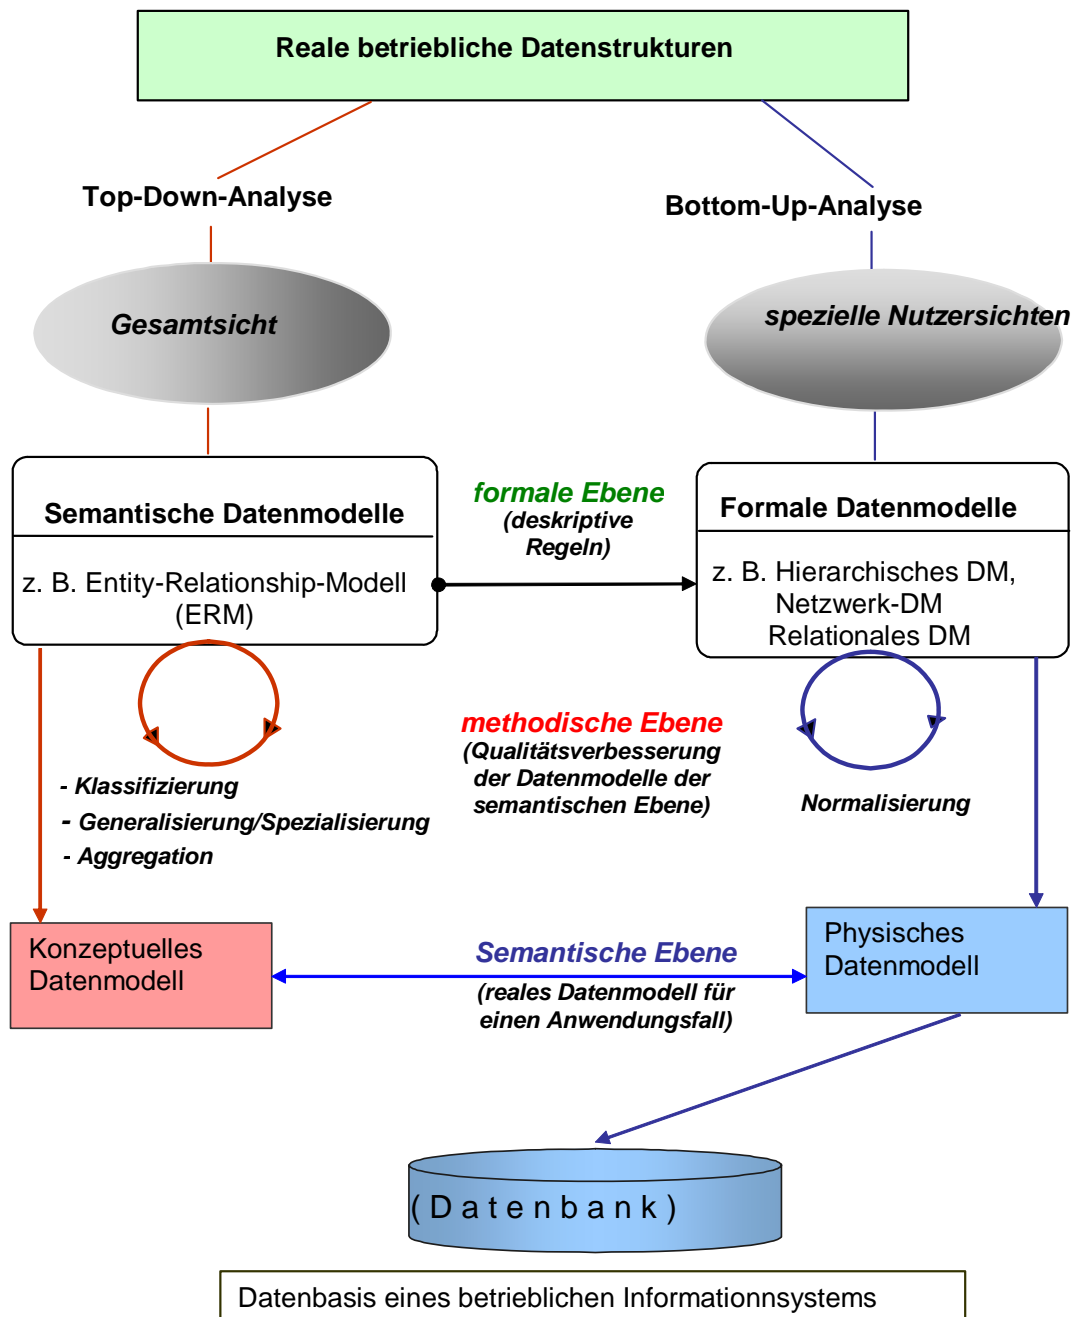 Reale betriebliche Datenstrukturen
Top-Down-Analyse
Bottom-Up-Analyse
Gesamtsicht
spezielle Nutzersichten
Semantische Datenmodelle
z. B. Entity-Relationship-Modell
(ERM)
formale Ebene
(deskriptive
Regeln)
Formale Datenmodelle
z. B. Hierarchisches DM,
Netzwerk-DM
Relationales DM
methodische Ebene
(Qualitätsverbesserung
der Datenmodelle der
semantischen Ebene)
- Klassifizierung
- Generalisierung/Spezialisierung
- Aggregation
Normalisierung
Konzeptuelles
Datenmodell
Semantische Ebene
(reales Datenmodell für
einen Anwendungsfall)
Physisches
Datenmodell
(Datenbank)
Datenbasis eines betrieblichen Informationnsystems